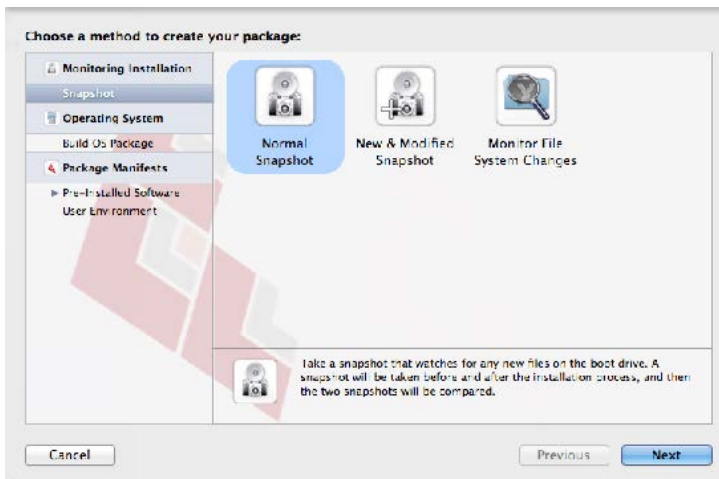 Choose a method to create your package:
Monitoring Installation
Snapshot
Operating System
Build OS Package
Package Manifests
Pre-Installed Software
User Environment
Normal
Snapshot
New & Modified
Snapshot
Monitor File
System Changes
Take a snapshot that watches for any new files on the boot drive. A
snapshot will be taken before and after the installation process, and then
the two snapshots will be compared.
Cancel
Previous
Next